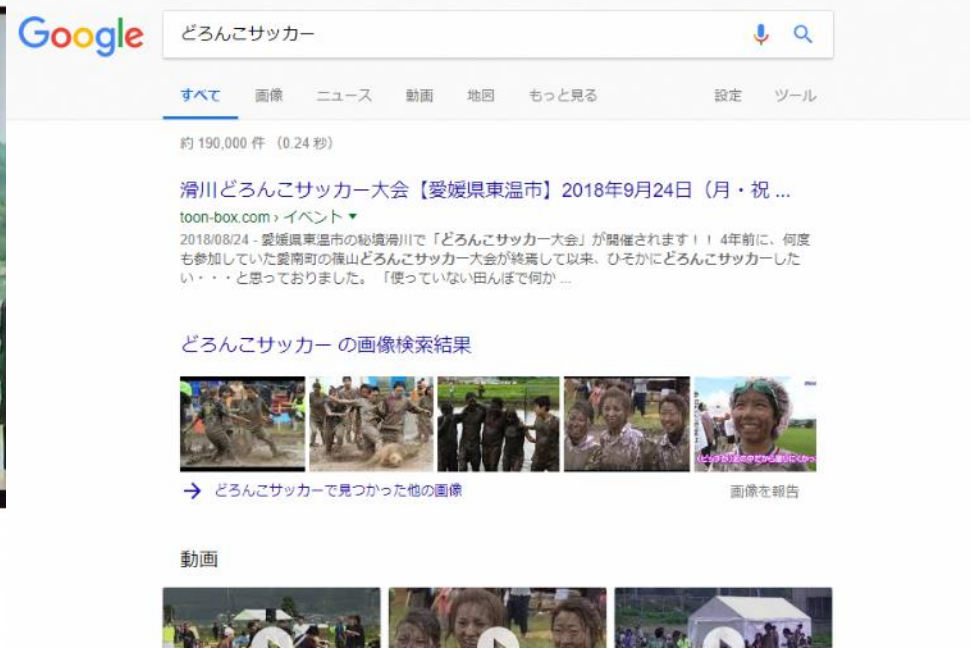 Google
どろんこサッカー
すべて 画像 ニュース 動画 地図 もっと見る 設定 ツール
約 190,000 件 （0.24 秒）
滑川どろんこサッカー大会【愛媛県東温市】2018年9月24日（月・祝 ...
toon-box.com › イベント ▼
2018/08/24 - 愛媛県東温市の秘境滑川で「どろんこサッカー大会」が開催されます！！ 4年前に、何度
も参加していた愛南町の篠山どろんこサッカー大会が終焉して以来、ひそかにどろんこサッカーした
い・・・と思っておりました。 「使っていない田んぼで何か ...
どろんこサッカー の画像検索結果
→ どろんこサッカーで見つかった他の画像 画像を報告
動画